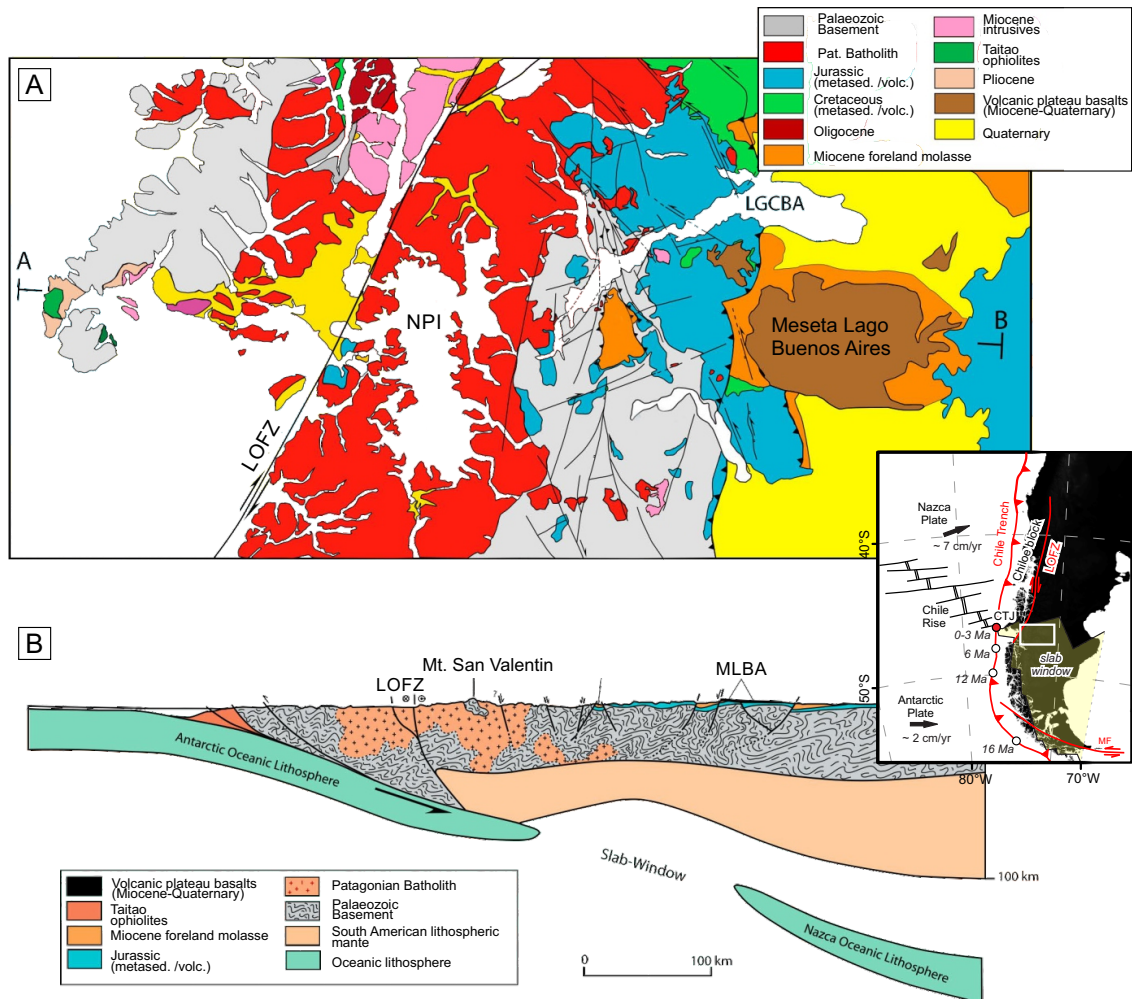 Palaeozoic
Basement
Pat. Batholith
Jurassic
(metased. /volc.)
Cretaceous
(metased. /volc.)
Oligocene
Miocene foreland molasse
Miocene
intrusives
Taitao
ophiolites
Pliocene
Volcanic plateau basalts
(Miocene-Quaternary)
Quaternary
A
A
LGCBA
NPI
Meseta Lago
Buenos Aires
B
LOFZ
Nazca
Plate
~ 7 cm/yr
Chile Trench
Chiloe block
LOFZ
40°S
Chile
Rise
CTJ
0-3 Ma
6 Ma
12 Ma
slab
window
50°S
Antarctic
Plate
~ 2 cm/yr
16 Ma
MF
80°W
70°W
B
Mt. San Valentin
LOFZ
MLBA
?
Antarctic Oceanic Lithosphere
Slab-Window
100 km
Nazca Oceanic Lithosphere
0
100 km
Volcanic plateau basalts
(Miocene-Quaternary)
Taitao
ophiolites
Miocene foreland molasse
Jurassic
(metased. /volc.)
Patagonian Batholith
Palaeozoic
Basement
South American lithospheric
mante
Oceanic lithosphere